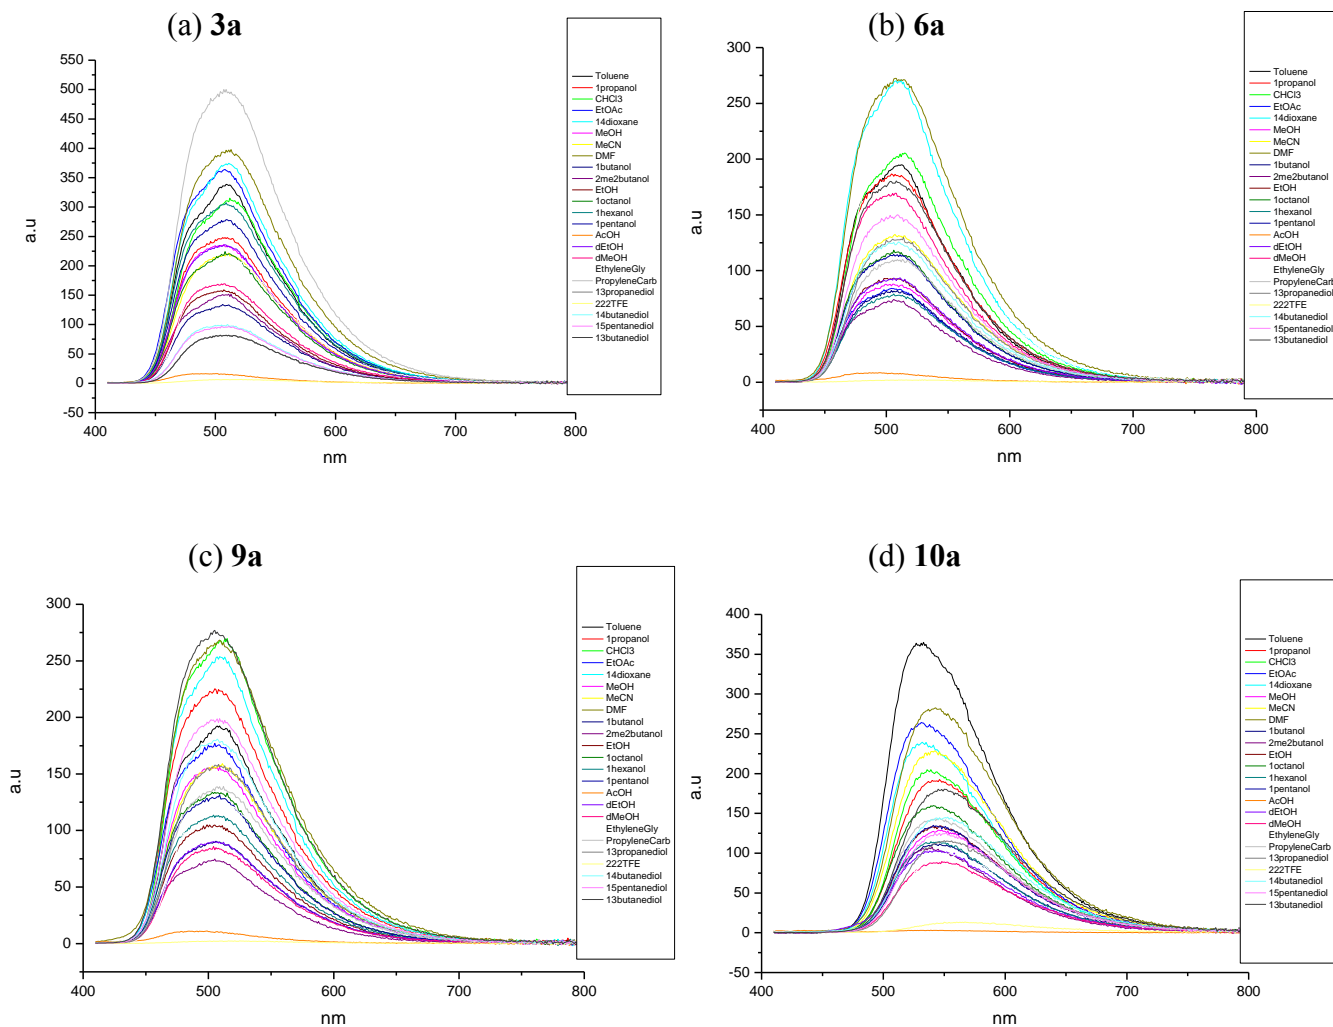 (a) 3a
550
500
450
400
350
300
250
200
150
100
50
0
-50
a.u
400
500
600
700
800
nm
Toluene
1propanol
CHCl3
EtOAc
14dioxane
MeOH
MeCN
DMF
1butanol
2me2butanol
EtOH
1octanol
1hexanol
1pentanol
AcOH
dEtOH
dMeOH
EthyleneGly
PropyleneCarb
13propanediol
222TFE
14butanediol
15pentanediol
13butanediol
(b) 6a
300
250
200
150
100
50
0
a.u
400
500
600
700
800
nm
Toluene
1propanol
CHCl3
EtOAc
14dioxane
MeOH
MeCN
DMF
1butanol
2me2butanol
EtOH
1octanol
1hexanol
1pentanol
AcOH
dEtOH
dMeOH
EthyleneGly
PropyleneCarb
13propanediol
222TFE
14butanediol
15pentanediol
13butanediol
(c) 9a
300
250
200
150
100
50
0
a.u
400
500
600
700
800
nm
Toluene
1propanol
CHCl3
EtOAc
14dioxane
MeOH
MeCN
DMF
1butanol
2me2butanol
EtOH
1octanol
1hexanol
1pentanol
AcOH
dEtOH
dMeOH
EthyleneGly
PropyleneCarb
13propanediol
222TFE
14butanediol
15pentanediol
13butanediol
(d) 10a
400
350
300
250
200
150
100
50
0
-50
a.u
400
500
600
700
800
nm
Toluene
1propanol
CHCl3
EtOAc
14dioxane
MeOH
MeCN
DMF
1butanol
2me2butanol
EtOH
1octanol
1hexanol
1pentanol
AcOH
dEtOH
dMeOH
EthyleneGly
PropyleneCarb
13propanediol
222TFE
14butanediol
15pentanediol
13butanediol